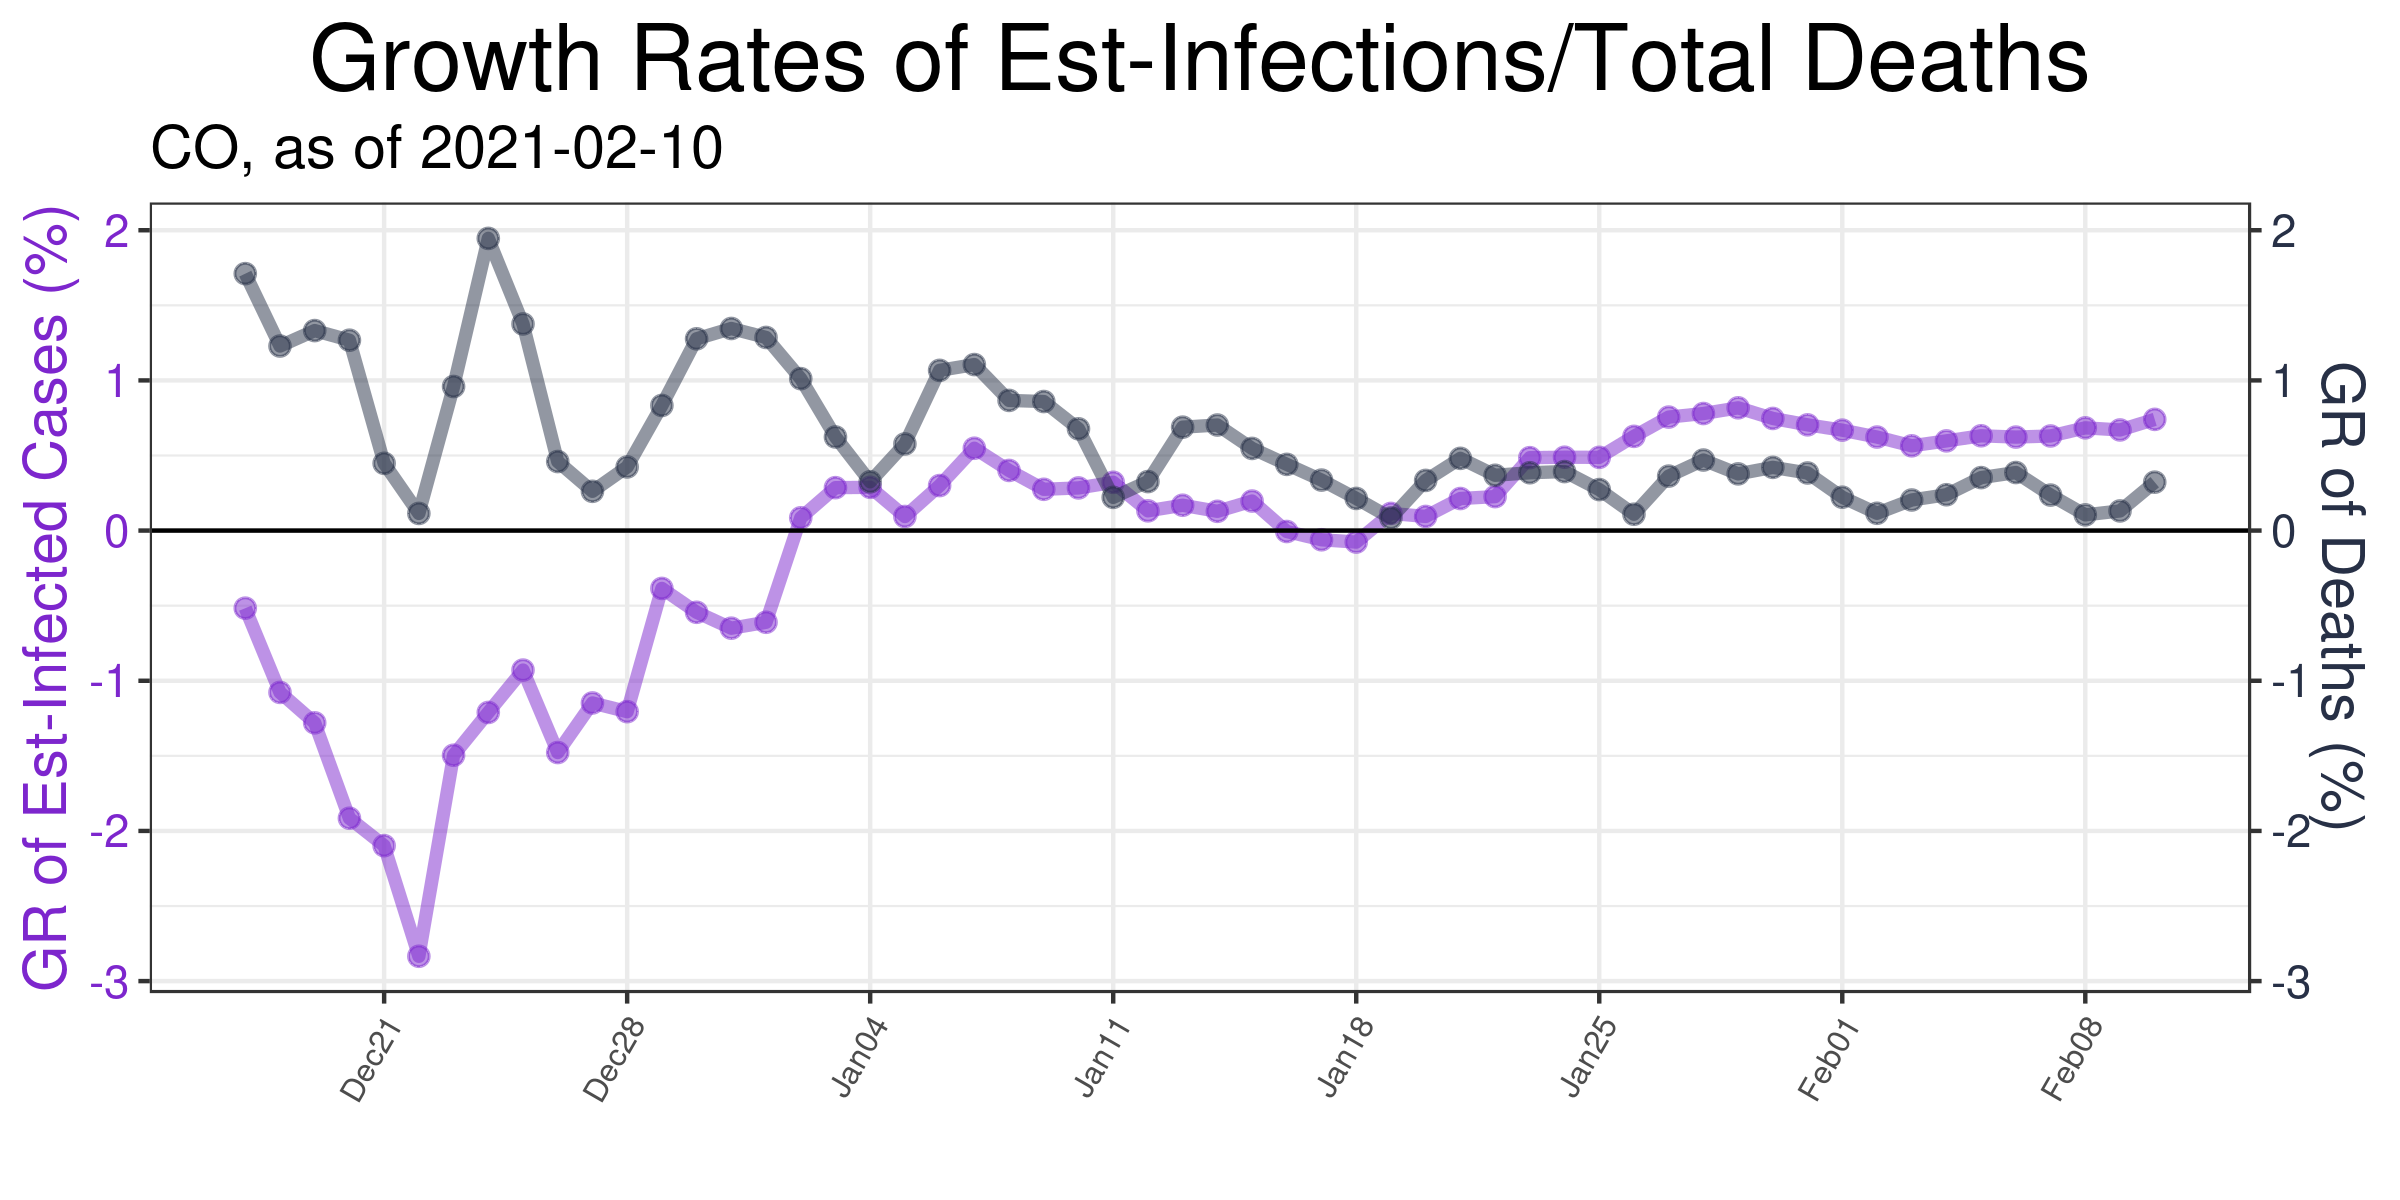 Growth Rates of Est-Infections/Total Deaths
CO, as of 2021-02-10
GR of Est-Infected Cases (%)
2
1
0
-1
-2
-3
2
1
0
-1
-2
-3
GR of Deaths (%)
Dec21
Dec28
Jan04
Jan11
Jan18
Jan25
Feb01
Feb08